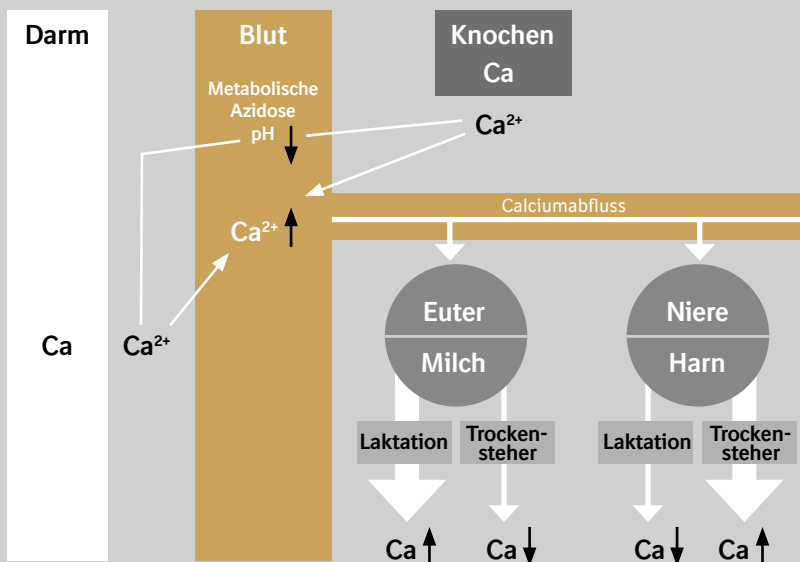 Darm
Blut
Knochen
Ca
Metabolische
Azidose
pH
Ca²⁺
Calciumabfluss
Ca²⁺
Ca
Ca²⁺
Euter
Milch
Niere
Harn
Laktation
Trocken-
steher
Laktation
Trocken-
steher
Ca
Ca
Ca
Ca